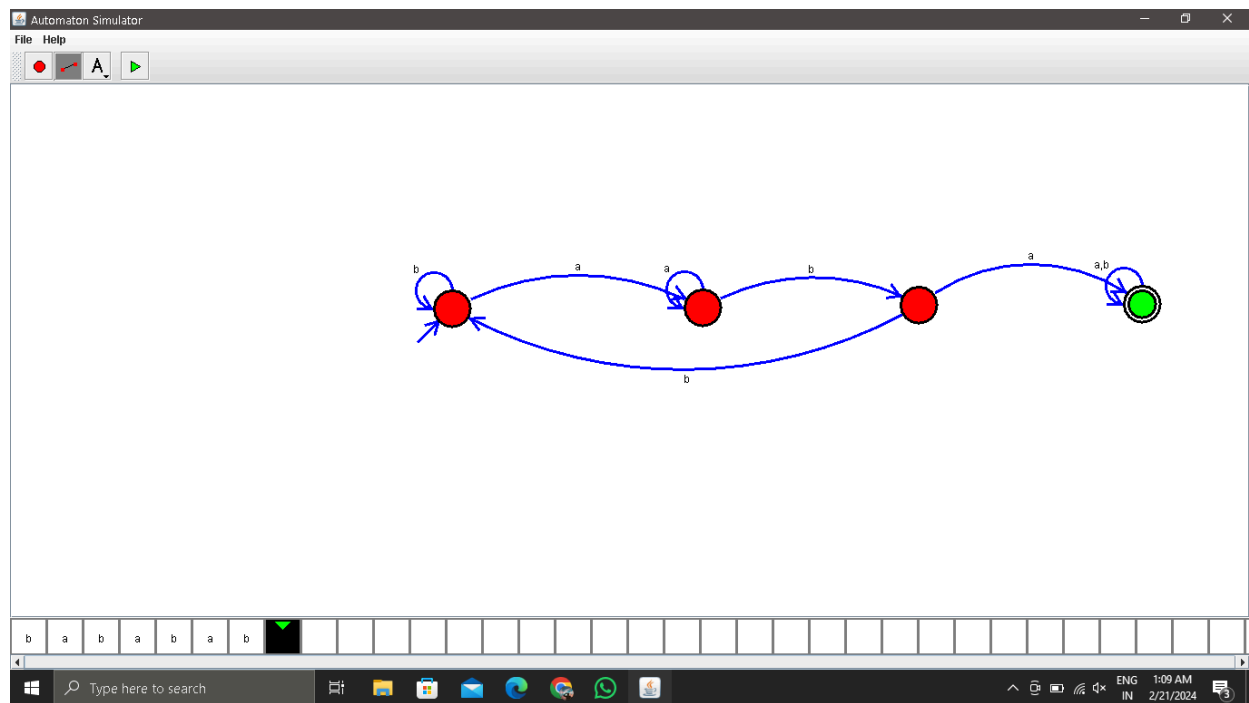 Automaton Simulator
File Help
A
a
b a a b a,b
b
b a b a b a b
Type here to search
ENG 1:09 AM
IN 2/21/2024
3